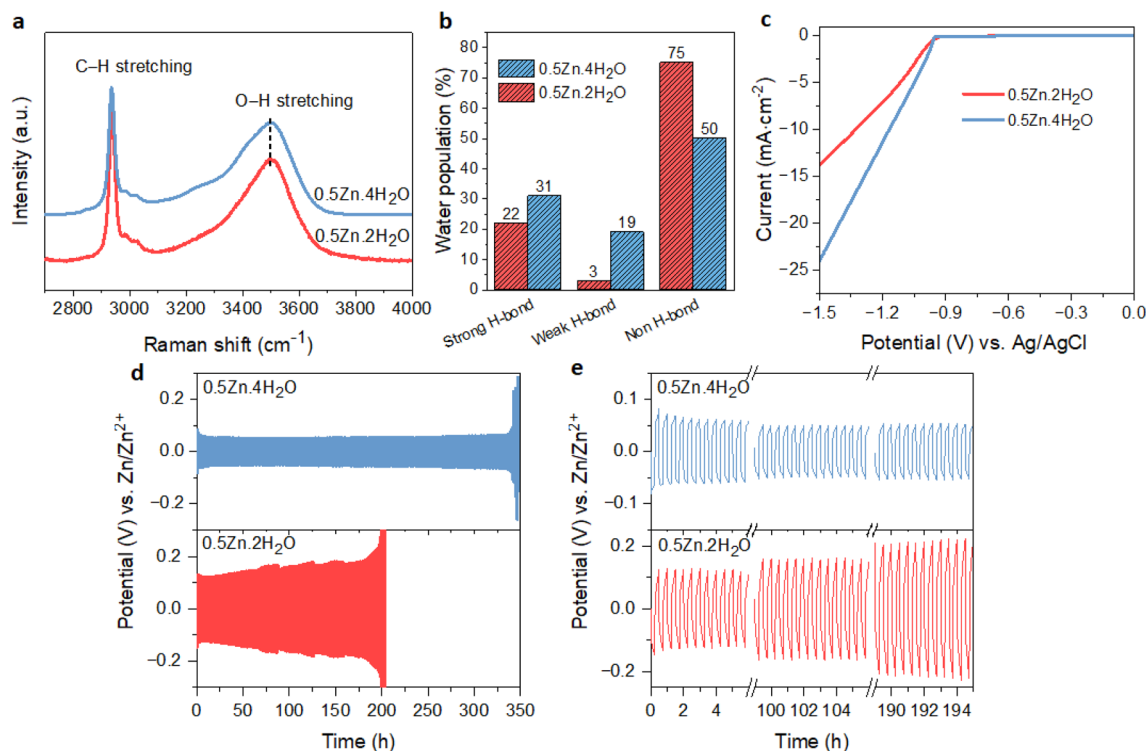 a
C–H stretching
O–H stretching
0.5Zn.4H₂O
0.5Zn.2H₂O
Intensity (a.u.)
2800 3000 3200 3400 3600 3800 4000
Raman shift (cm⁻¹)
b
Water population (%)
80
70
60
50
40
30
20
10
0
0.5Zn.4H₂O
0.5Zn.2H₂O
22
31
3
19
75
50
Strong H-bond
Weak H-bond
Non H-bond
c
Current (mA·cm⁻²)
0
−5
−10
−15
−20
−25
0.5Zn.2H₂O
0.5Zn.4H₂O
−1.5 −1.2 −0.9 −0.6 −0.3 0.0
Potential (V) vs. Ag/AgCl
d
Potential (V) vs. Zn/Zn²⁺
0.5Zn.4H₂O
0.2
0.0
−0.2
0.5Zn.2H₂O
0.2
0.0
−0.2
0 50 100 150 200 250 300 350
Time (h)
e
Potential (V) vs. Zn/Zn²⁺
0.5Zn.4H₂O
0.1
0.0
−0.1
0.5Zn.2H₂O
0.2
0.0
−0.2
0 2 4 100 102 104 190 192 194
Time (h)